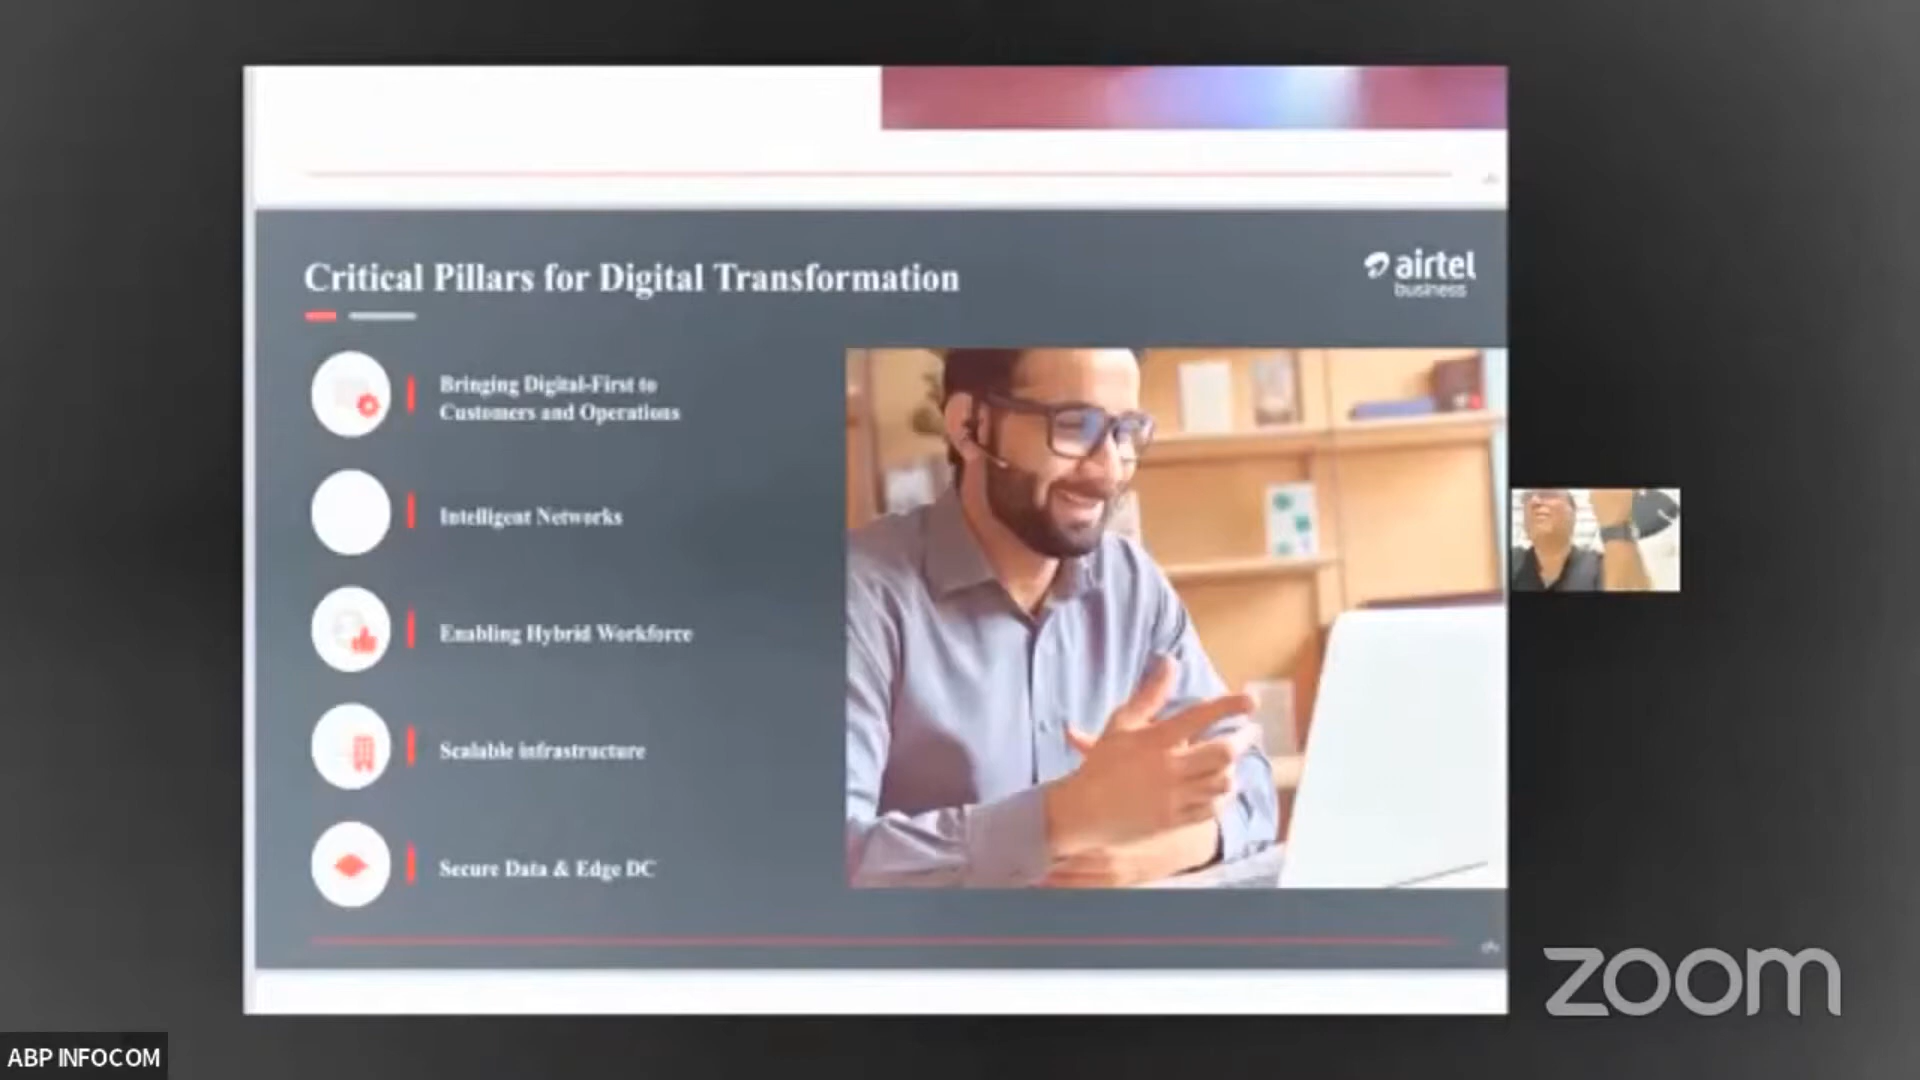 Critical Pillars for Digital Transformation
airtel
business
Bringing Digital-First to
Customers and Operations
Intelligent Networks
Enabling Hybrid Workforce
Scalable infrastructure
Secure Data & Edge DC
zoom
ABP INFOCOM